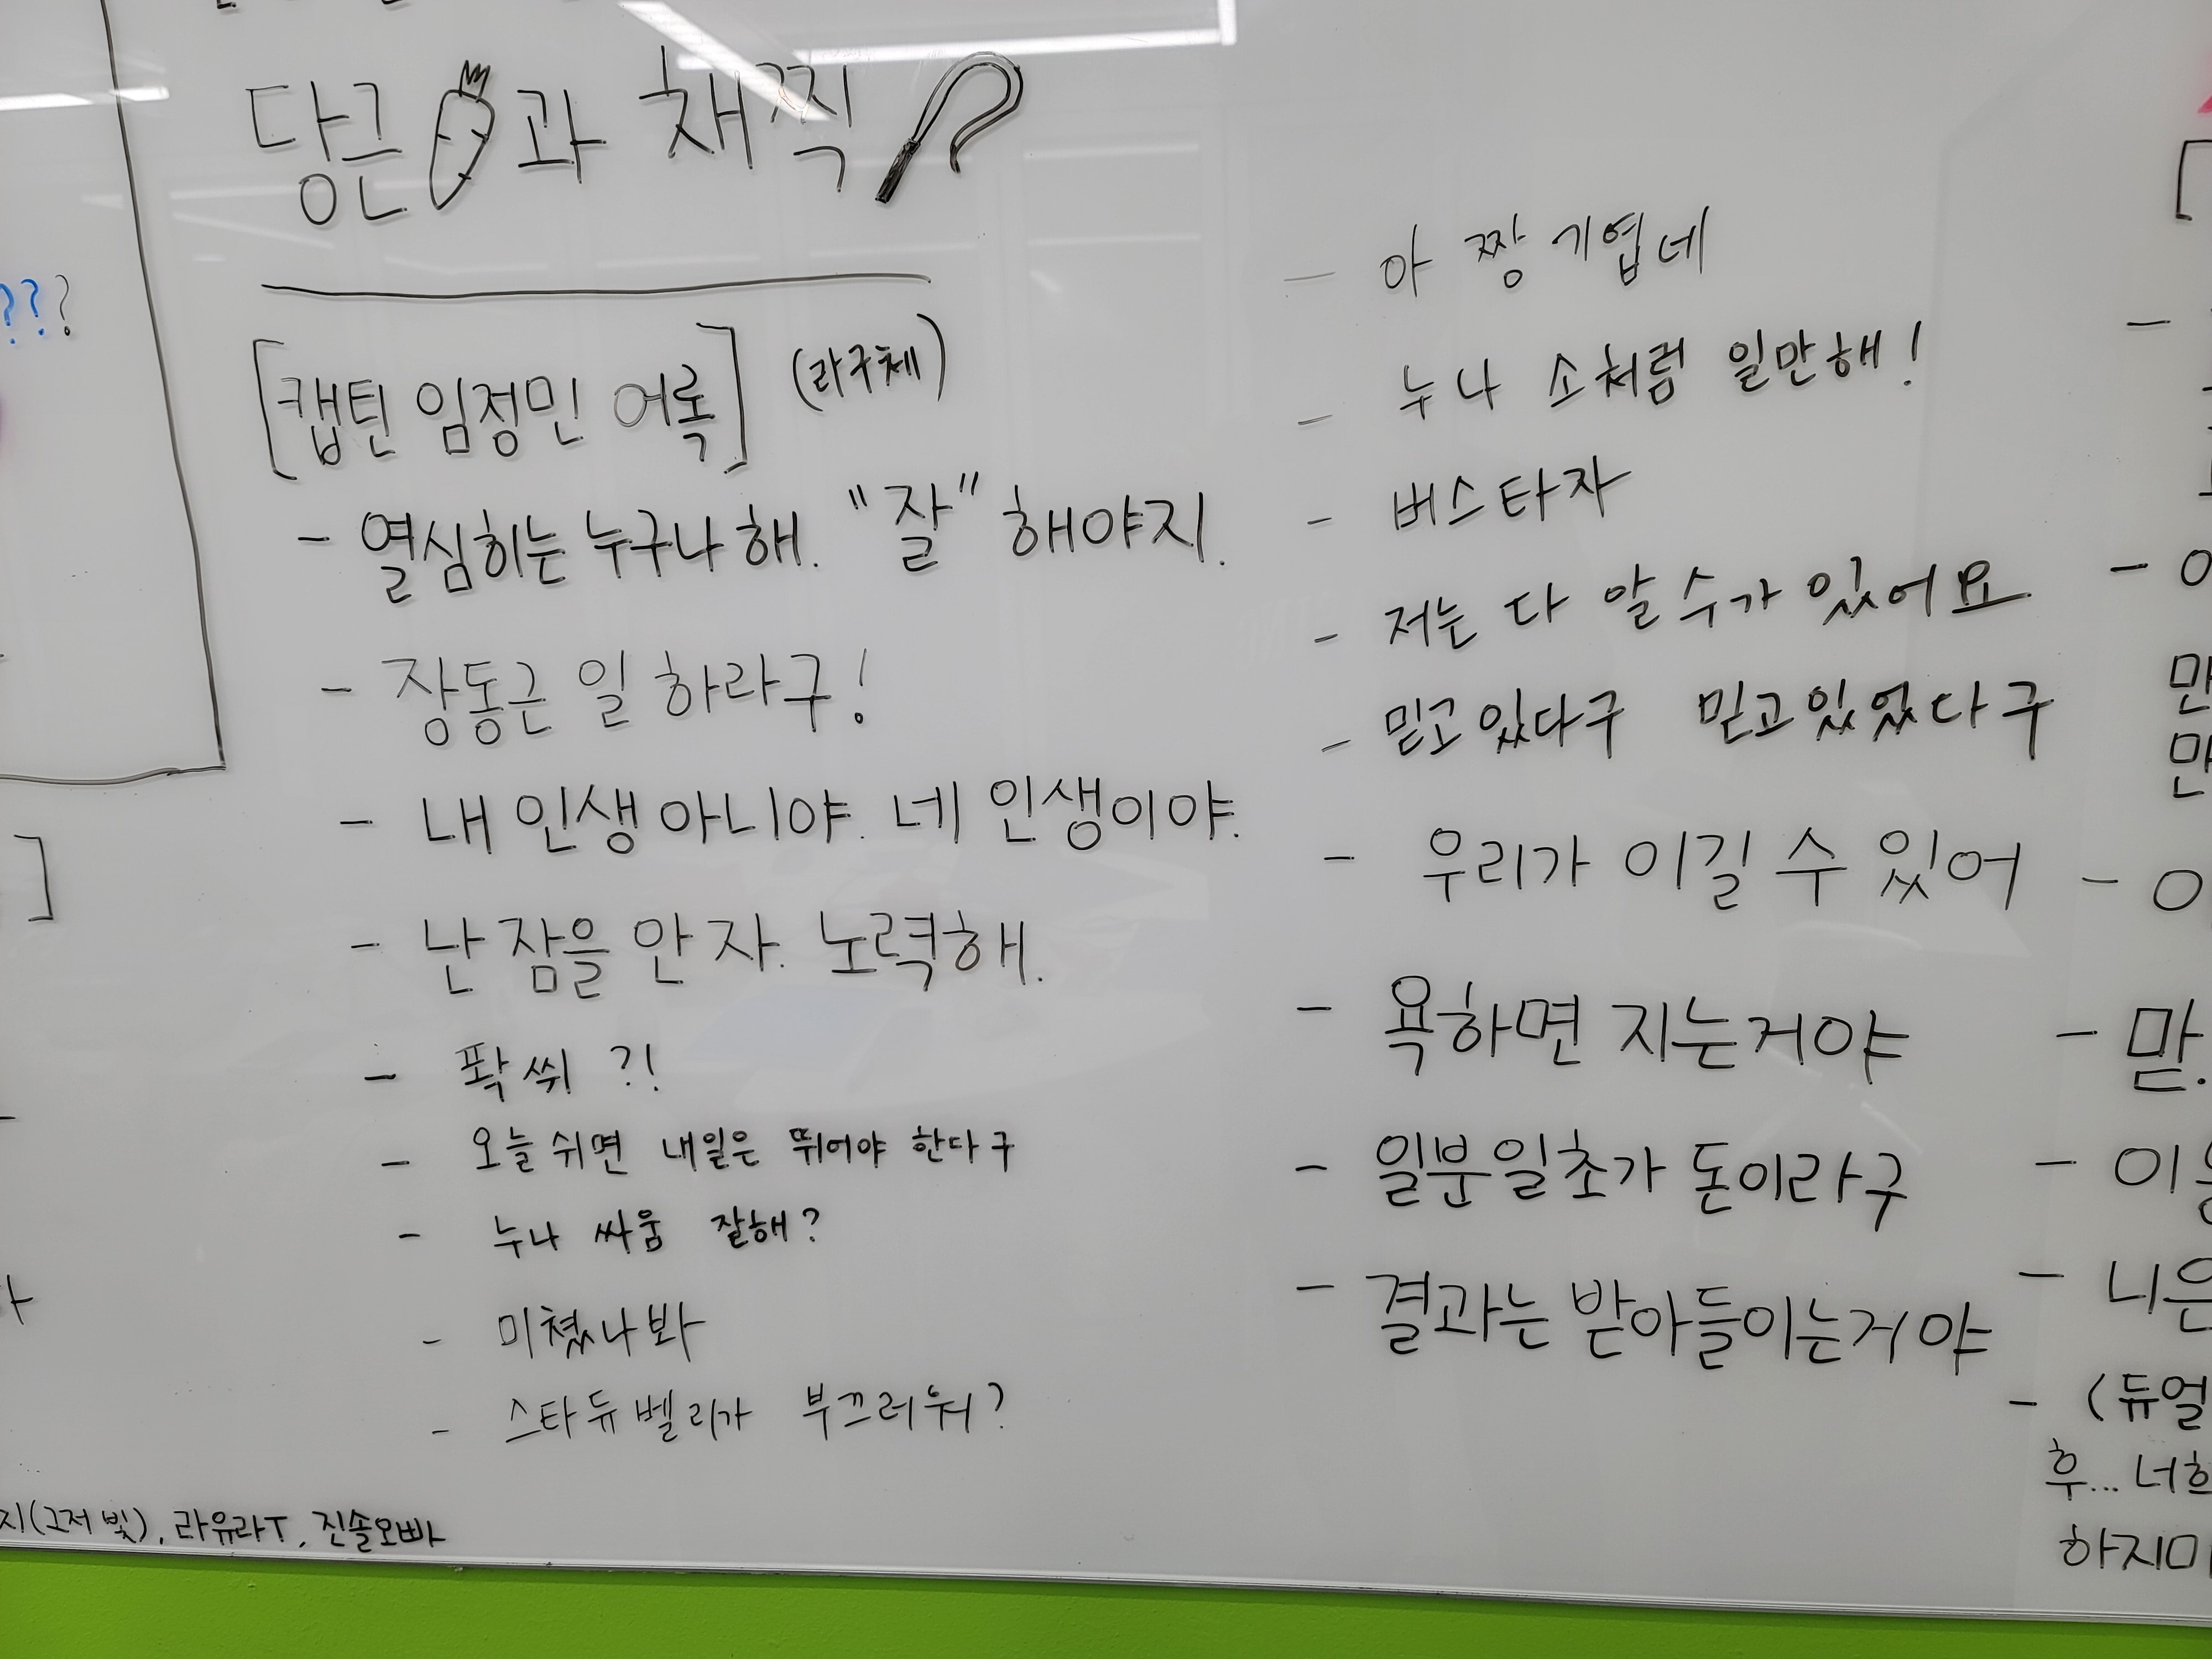 당근과 채찍
[캡틴 임정민 어록] (라구체)
- 열심히는 누구나 해. "잘" 해야지.
- 장동근 일 하라구!
- 내 인생 아니야. 네 인생이야.
- 난 잠을 안 자. 노력해.
- 퐉 쒸 ?!
- 오늘 쉬면 내일은 뛰어야 한다구
- 누나 싸움 잘해?
- 미쳤나봐
- 스타듀벨리가 부끄러워?
- 아 짱 기엽네
- 누나 소처럼 일만해!
- 버스타자
- 저는 다 알 수가 있어요
- 믿고있다구 믿고있었다구
- 우리가 이길 수 있어
- 욕하면 지는거야
- 일분일초가 돈이라구
- 결과는 받아들이는거야
???
]
지(그저 빛), 라유라T, 진솔오빠
[
- 맏.
- (듀얼
후... 너희
하지마